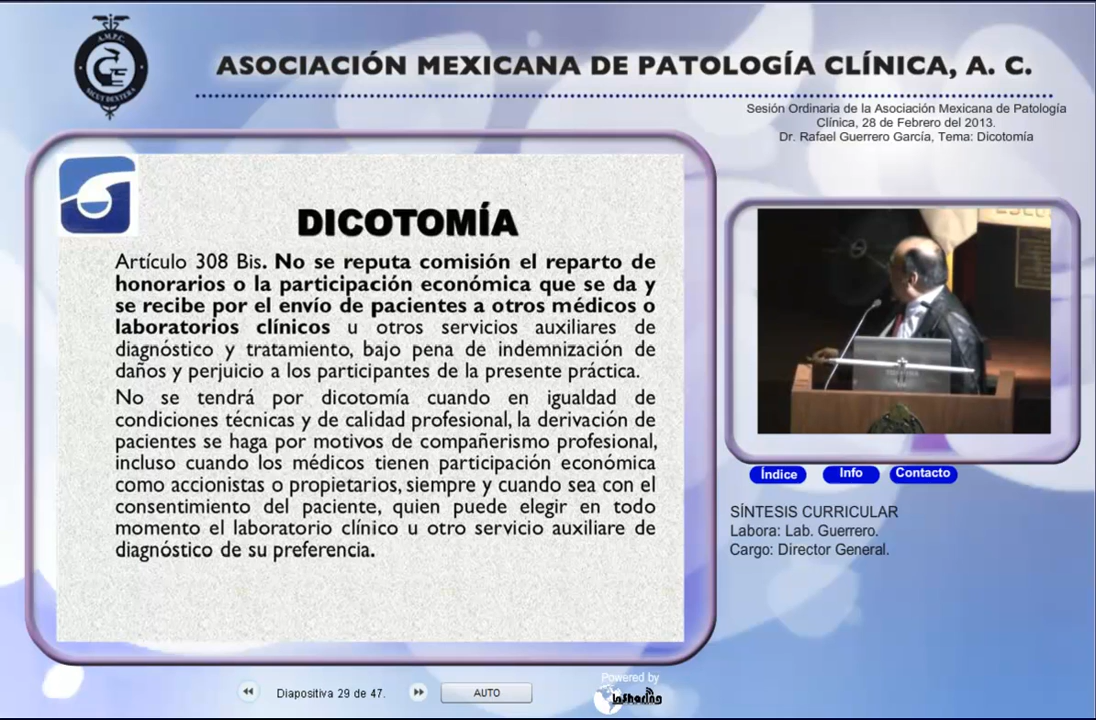 A.M.P.C.
SICUT DEXTERA
ASOCIACIÓN MEXICANA DE PATOLOGÍA CLÍNICA, A. C.
Sesión Ordinaria de la Asociación Mexicana de Patología
Clínica, 28 de Febrero del 2013.
Dr. Rafael Guerrero García, Tema: Dicotomía
DICOTOMÍA
Artículo 308 Bis. No se reputa comisión el reparto de
honorarios o la participación económica que se da y
se recibe por el envío de pacientes a otros médicos o
laboratorios clínicos u otros servicios auxiliares de
diagnóstico y tratamiento, bajo pena de indemnización de
daños y perjuicio a los participantes de la presente práctica.
No se tendrá por dicotomía cuando en igualdad de
condiciones técnicas y de calidad profesional, la derivación de
pacientes se haga por motivos de compañerismo profesional,
incluso cuando los médicos tienen participación económica
como accionistas o propietarios, siempre y cuando sea con el
consentimiento del paciente, quien puede elegir en todo
momento el laboratorio clínico u otro servicio auxiliare de
diagnóstico de su preferencia.
Índice Info Contacto
SÍNTESIS CURRICULAR
Labora: Lab. Guerrero.
Cargo: Director General.
Diapositiva 29 de 47.
AUTO
Powered by
InSharing